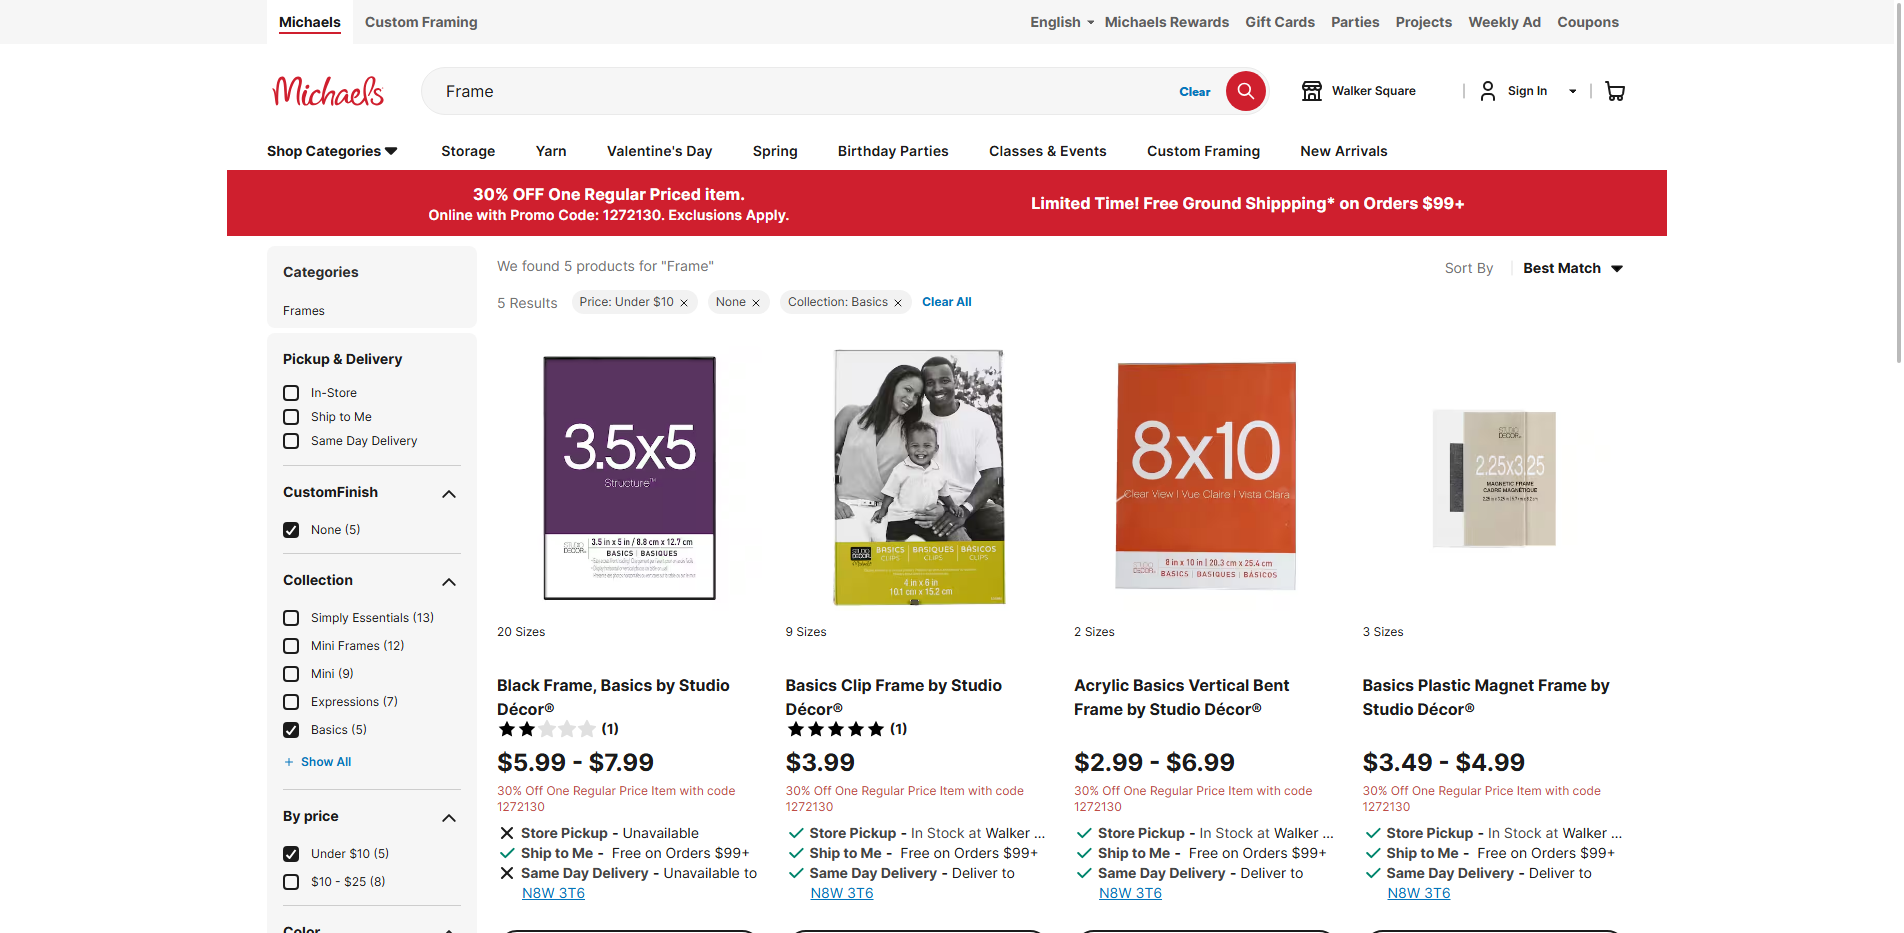 Michaels
Custom Framing
English
Michaels Rewards
Gift Cards
Parties
Projects
Weekly Ad
Coupons
Michaels
Frame
Clear
Walker Square
Sign In
Shop Categories
Storage
Yarn
Valentine's Day
Spring
Birthday Parties
Classes & Events
Custom Framing
New Arrivals
30% OFF One Regular Priced item.
Online with Promo Code: 1272130. Exclusions Apply.
Limited Time! Free Ground Shippping* on Orders $99+
Categories
Frames
Pickup & Delivery
In-Store
Ship to Me
Same Day Delivery
CustomFinish
None (5)
Collection
Simply Essentials (13)
Mini Frames (12)
Mini (9)
Expressions (7)
Basics (5)
+ Show All
By price
Under $10 (5)
$10 - $25 (8)
Color
We found 5 products for "Frame"
Sort By
Best Match
5 Results
Price: Under $10
None
Collection: Basics
Clear All
3.5x5
Structure™
STUDIO DÉCOR
3.5 in x 5 in / 8.8 cm x 12.7 cm
BASICS | BASIQUES
20 Sizes
Black Frame, Basics by Studio
Décor®
(1)
$5.99 - $7.99
30% Off One Regular Price Item with code
1272130
Store Pickup - Unavailable
Ship to Me - Free on Orders $99+
Same Day Delivery - Unavailable to
N8W 3T6
STUDIO DÉCOR
BASICS | BASIQUES | BÁSICOS
CLIPS CLIPS CLIPS
4 in x 6 in
10.1 cm x 15.2 cm
9 Sizes
Basics Clip Frame by Studio
Décor®
(1)
$3.99
30% Off One Regular Price Item with code
1272130
Store Pickup - In Stock at Walker ...
Ship to Me - Free on Orders $99+
Same Day Delivery - Deliver to
N8W 3T6
8x10
Clear View | Vue Claire | Vista Clara
STUDIO DÉCOR
8 in x 10 in | 20.3 cm x 25.4 cm
BASICS | BASIQUES | BÁSICOS
2 Sizes
Acrylic Basics Vertical Bent
Frame by Studio Décor®
$2.99 - $6.99
30% Off One Regular Price Item with code
1272130
Store Pickup - In Stock at Walker ...
Ship to Me - Free on Orders $99+
Same Day Delivery - Deliver to
N8W 3T6
STUDIO DÉCOR
2.25x3.25
MAGNETIC FRAME
CADRE MAGNÉTIQUE
3 Sizes
Basics Plastic Magnet Frame by
Studio Décor®
$3.49 - $4.99
30% Off One Regular Price Item with code
1272130
Store Pickup - In Stock at Walker ...
Ship to Me - Free on Orders $99+
Same Day Delivery - Deliver to
N8W 3T6